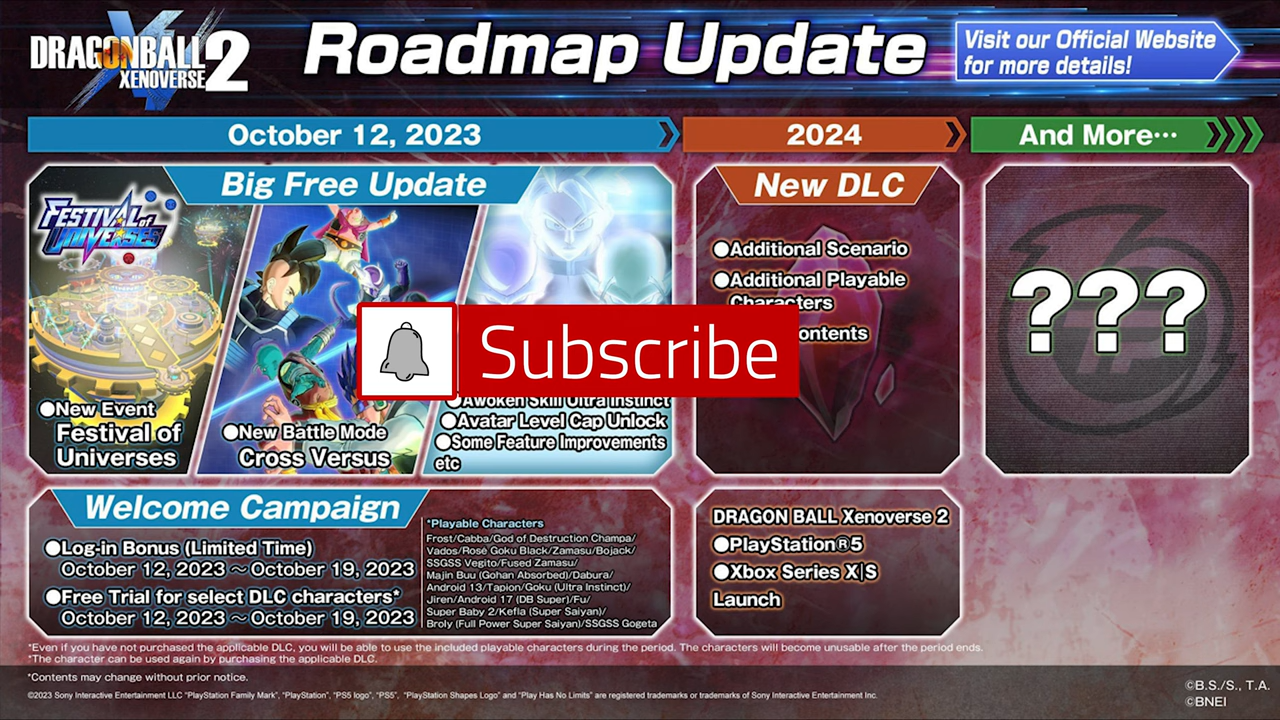 DRAGONBALL
XENOVERSE 2
Roadmap Update
Visit our Official Website
for more details!
October 12, 2023
2024
And More…
Big Free Update
FESTIVAL of
UNIVERSES
●New Event
Festival of
Universes
●New Battle Mode
Cross Versus
●Awoken Skill Ultra Instinct
●Avatar Level Cap Unlock
●Some Feature Improvements
etc
New DLC
●Additional Scenario
●Additional Playable
Characters
ontents
???
Subscribe
Welcome Campaign
●Log-in Bonus (Limited Time)
October 12, 2023 ~ October 19, 2023
●Free Trial for select DLC characters*
October 12, 2023 ~ October 19, 2023
*Playable Characters
Frost/Cabba/God of Destruction Champa/
Vados/Rosé Goku Black/Zamasu/Bojack/
SSGSS Vegito/Fused Zamasu/
Majin Buu (Gohan Absorbed)/Dabura/
Android 13/Tapion/Goku (Ultra Instinct)/
Jiren/Android 17 (DB Super)/Fu/
Super Baby 2/Kefla (Super Saiyan)/
Broly (Full Power Super Saiyan)/SSGSS Gogeta
DRAGON BALL Xenoverse 2
●PlayStation®5
●Xbox Series X|S
Launch
*Even if you have not purchased the applicable DLC, you will be able to use the included playable characters during the period. The characters will become unusable after the period ends.
*The character can be used again by purchasing the applicable DLC.
*Contents may change without prior notice.
©2023 Sony Interactive Entertainment LLC "PlayStation Family Mark", "PlayStation", "PS5 logo", "PS5", "PlayStation Shapes Logo" and "Play Has No Limits" are registered trademarks or trademarks of Sony Interactive Entertainment Inc.
©B.S./S., T.A.
©BNEI